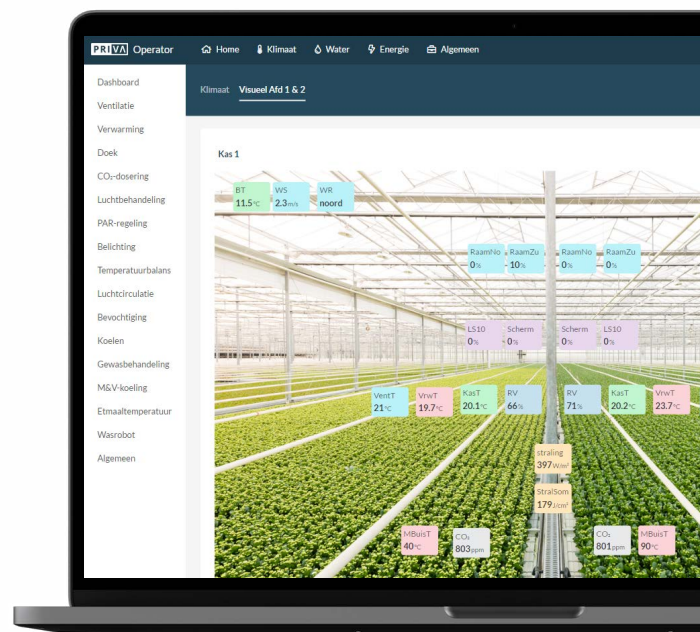 PRIVA Operator
Home Klimaat Water Energie Algemeen
Klimaat Visueel Afd 1 & 2
Dashboard
Ventilatie
Verwarming
Doek
CO₂-dosering
Luchtbehandeling
PAR-regeling
Belichting
Temperatuurbalans
Luchtcirculatie
Bevochtiging
Koelen
Gewasbehandeling
M&V-koeling
Etmaaltemperatuur
Wasrobot
Algemeen
Kas 1
BT WS WR
11.5°C 2.3m/s noord
RaamNo RaamZu RaamNo RaamZu
0% 10% 0% 0%
LS10 Scherm Scherm LS10
0% 0% 0% 0%
VentT VrwT KasT RV RV KasT VrwT
21°C 19.7°C 20.1°C 66% 71% 20.2°C 23.7°C
straling
397W/m²
StralSom
179J/cm²
MBuisT CO₂ CO₂ MBuisT
40°C 803ppm 801ppm 90°C